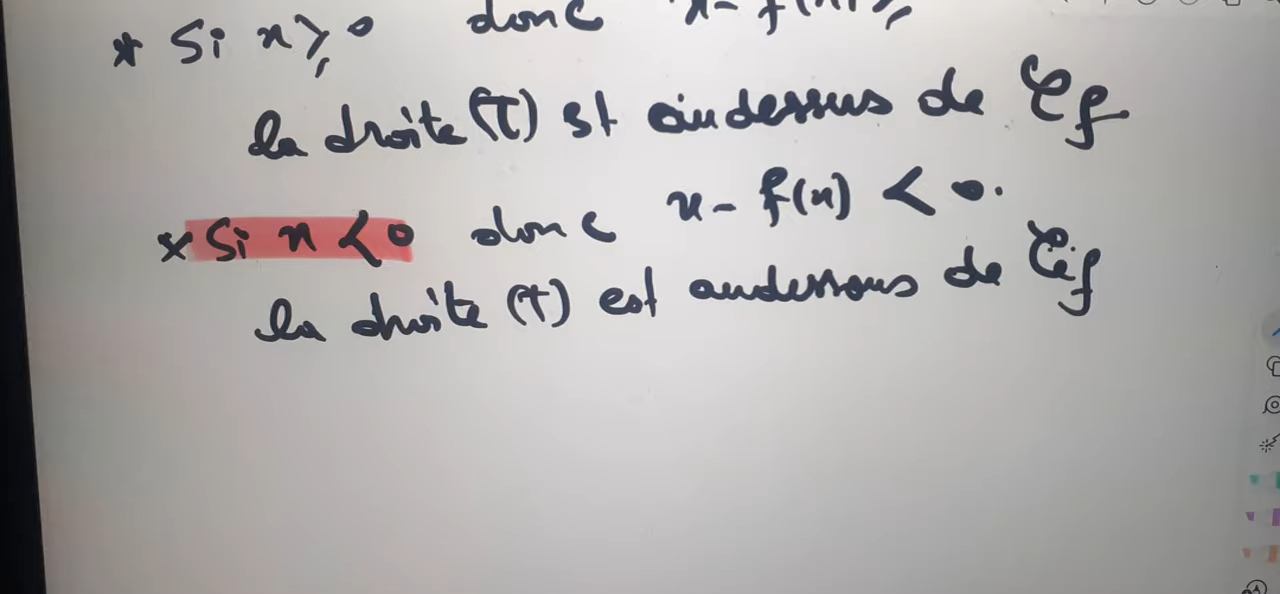 * Si x ⩾ 0 donc x - f(x) ⩾
la droite (T) est au dessus de Cf
* Si x < 0 donc x - f(x) < 0.
la droite (T) est au dessous de Cf